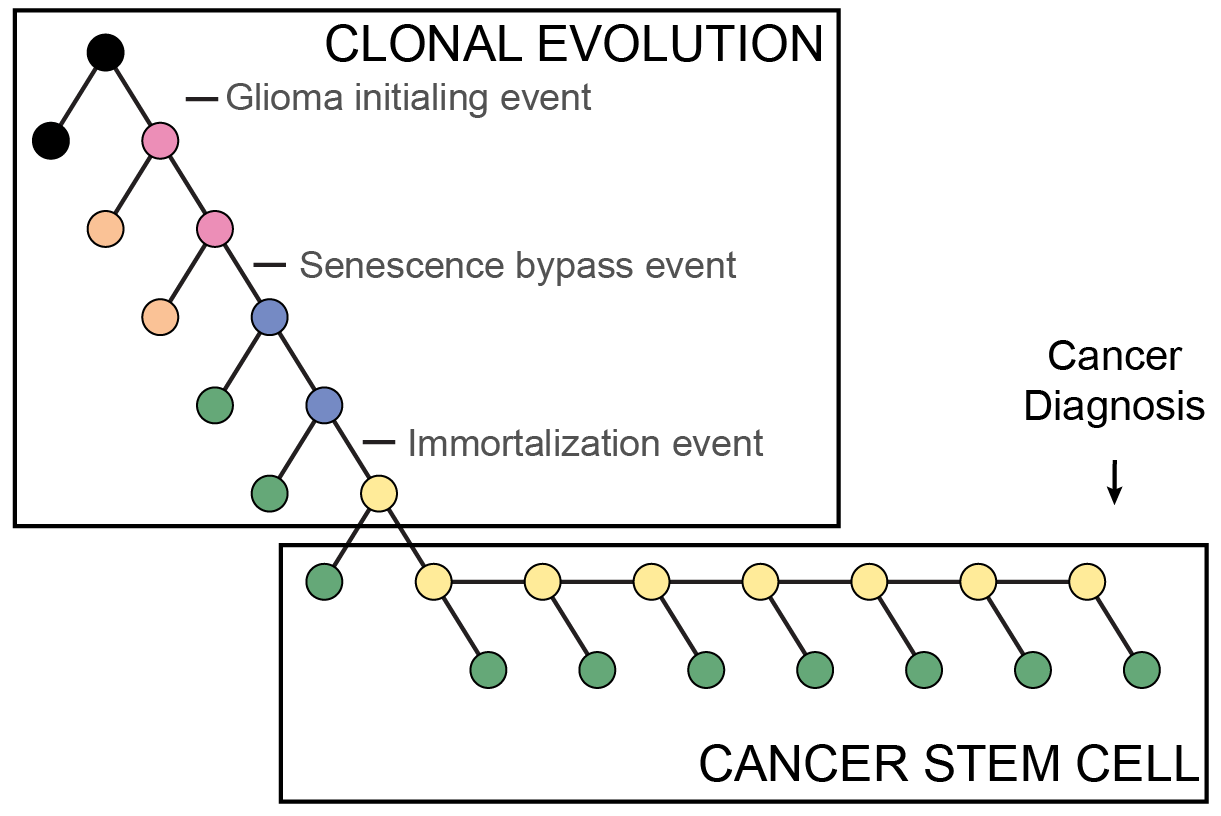 CLONAL EVOLUTION
Glioma initialing event
Senescence bypass event
Immortalization event
Cancer
Diagnosis
CANCER STEM CELL